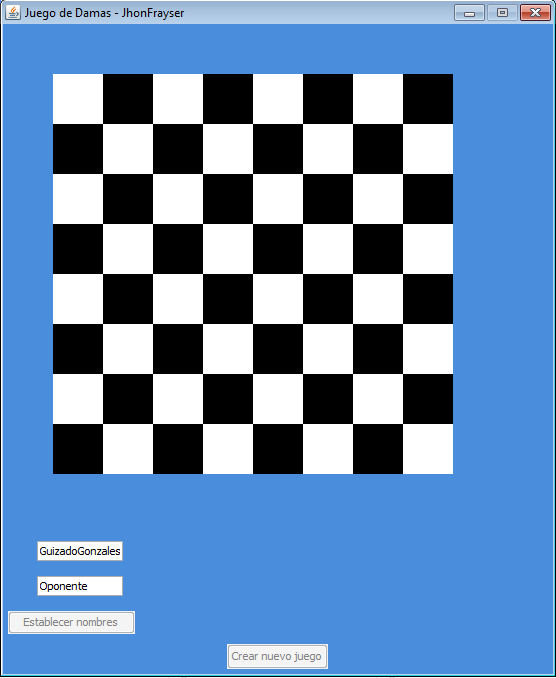 Juego de Damas - JhonFrayser
GuizadoGonzales
Oponente
Establecer nombres
Crear nuevo juego